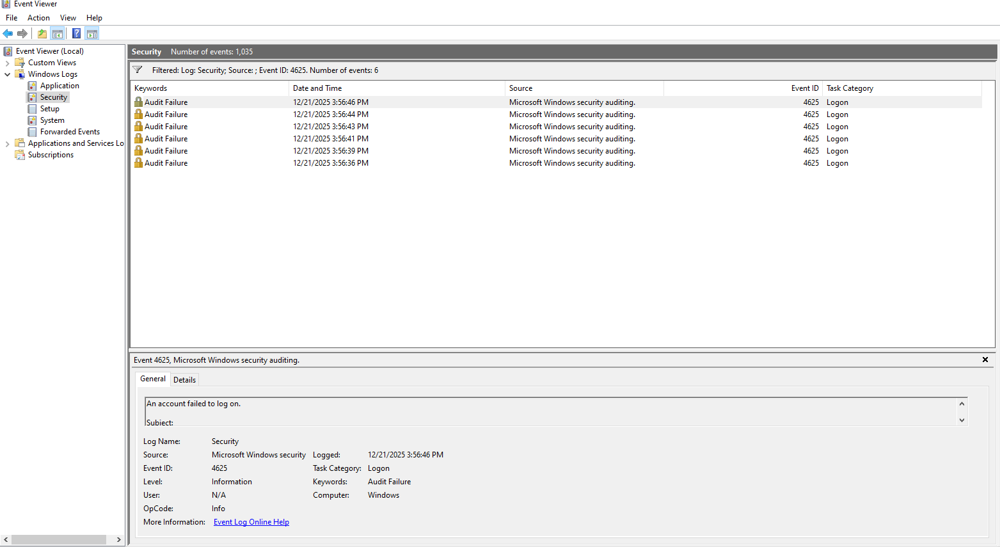 Event Viewer
File Action View Help
Event Viewer (Local)
Custom Views
Windows Logs
Application
Security
Setup
System
Forwarded Events
Applications and Services Lo
Subscriptions
Security Number of events: 1,035
Filtered: Log: Security; Source: ; Event ID: 4625. Number of events: 6
Keywords Date and Time Source Event ID Task Category
Audit Failure 12/21/2025 3:56:46 PM Microsoft Windows security auditing. 4625 Logon
Audit Failure 12/21/2025 3:56:44 PM Microsoft Windows security auditing. 4625 Logon
Audit Failure 12/21/2025 3:56:43 PM Microsoft Windows security auditing. 4625 Logon
Audit Failure 12/21/2025 3:56:41 PM Microsoft Windows security auditing. 4625 Logon
Audit Failure 12/21/2025 3:56:39 PM Microsoft Windows security auditing. 4625 Logon
Audit Failure 12/21/2025 3:56:36 PM Microsoft Windows security auditing. 4625 Logon
Event 4625, Microsoft Windows security auditing.
General Details
An account failed to log on.
Subject:
Log Name: Security
Source: Microsoft Windows security Logged: 12/21/2025 3:56:46 PM
Event ID: 4625 Task Category: Logon
Level: Information Keywords: Audit Failure
User: N/A Computer: Windows
OpCode: Info
More Information: Event Log Online Help